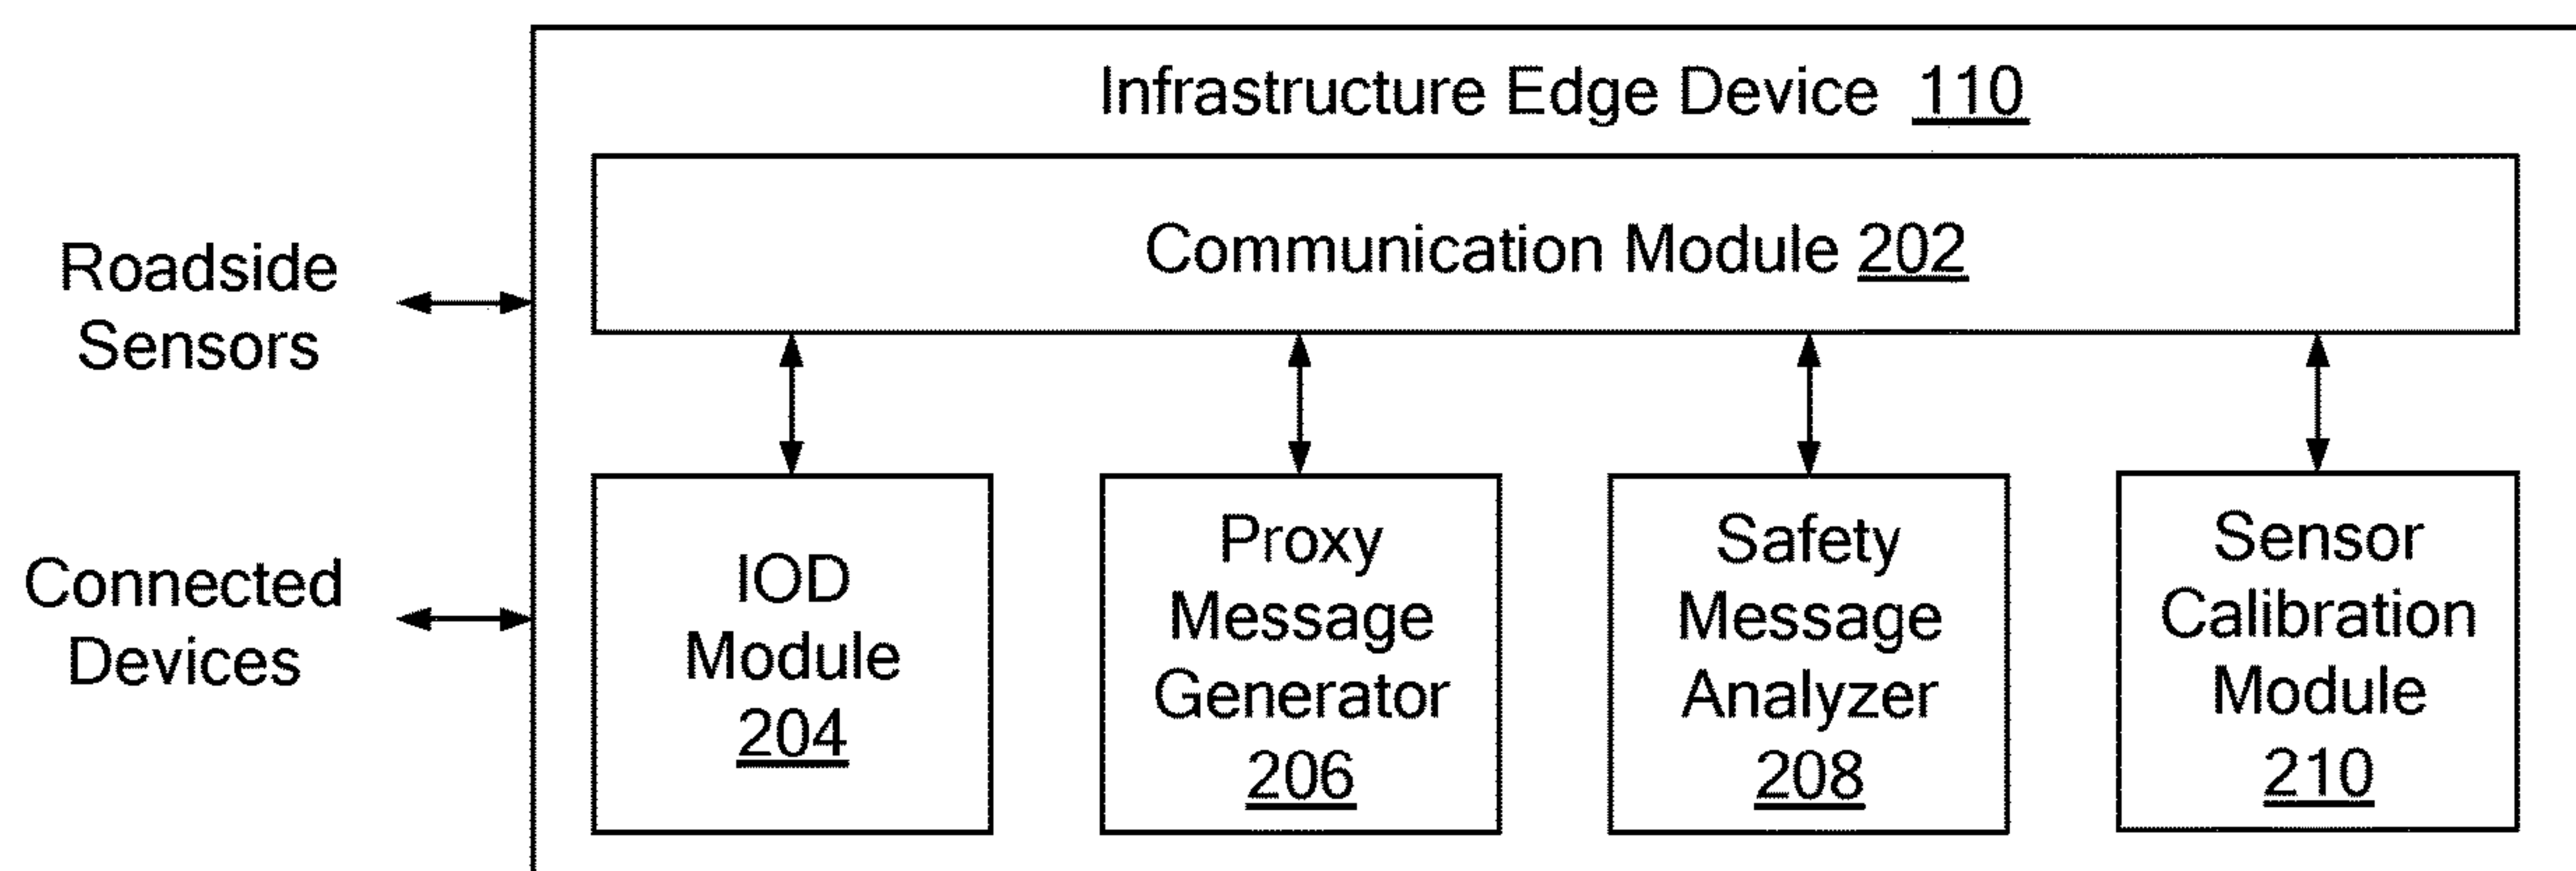 Infrastructure Edge Device 110
Communication Module 202
Roadside
Sensors
Connected
Devices
IOD
Module
204
Proxy
Message
Generator
206
Safety
Message
Analyzer
208
Sensor
Calibration
Module
210